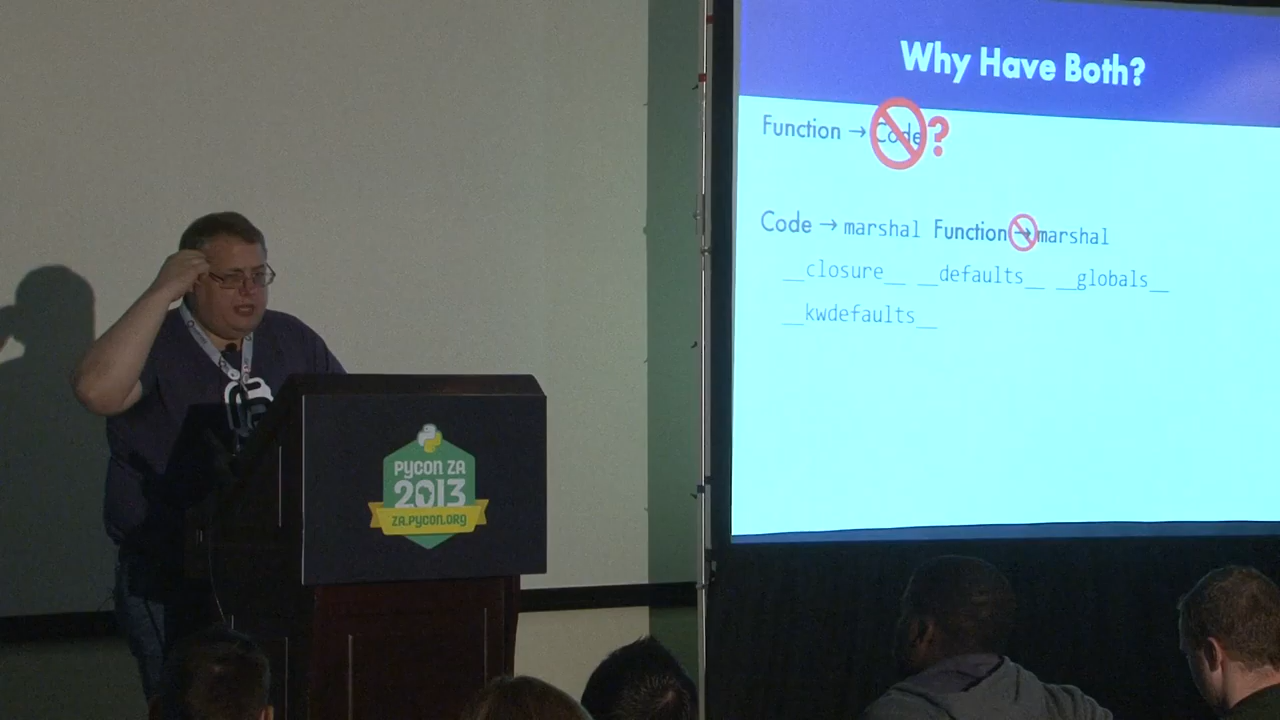 Why Have Both?
Function → Code ?
Code → marshal Function → marshal
__closure__ __defaults__ __globals__
__kwdefaults__
PYCON ZA
2013
ZA.PYCON.ORG